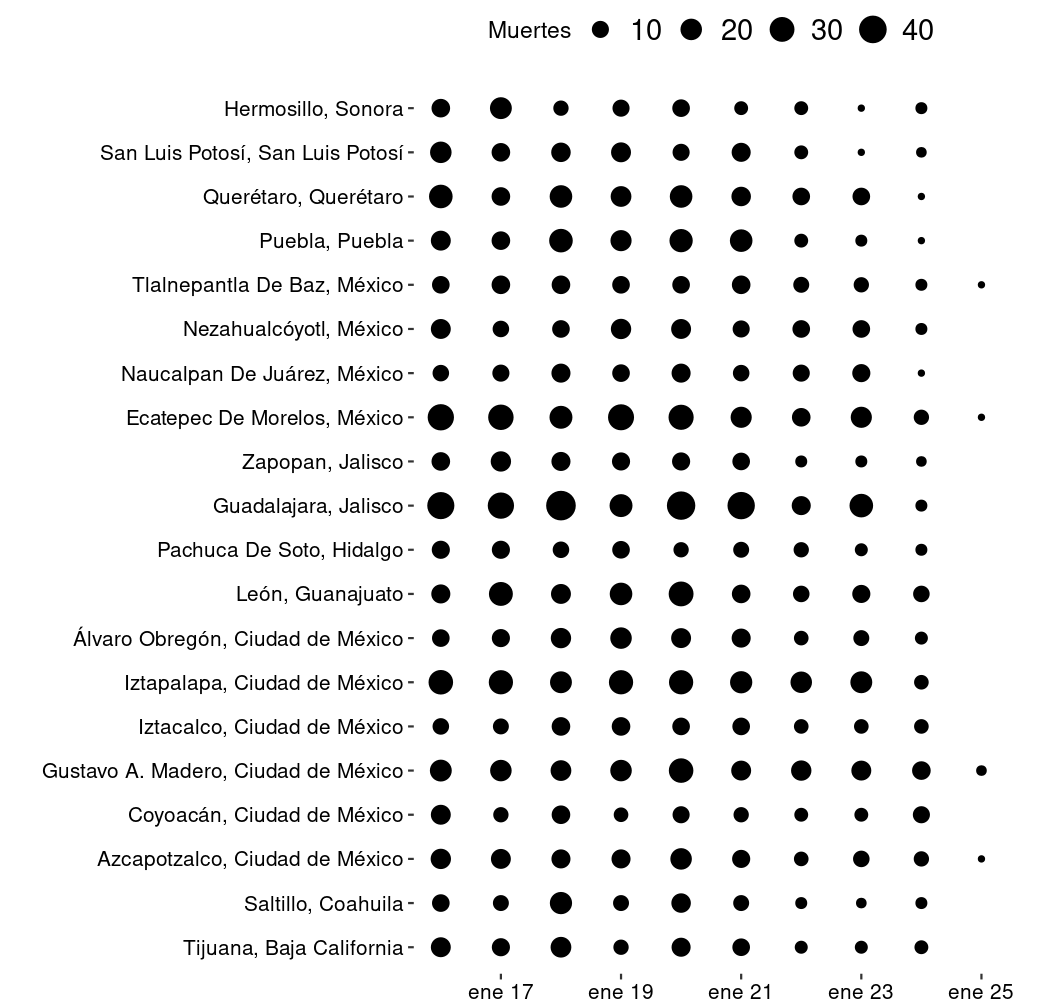 Muertes 10 20 30 40
Hermosillo, Sonora
San Luis Potosí, San Luis Potosí
Querétaro, Querétaro
Puebla, Puebla
Tlalnepantla De Baz, México
Nezahualcóyotl, México
Naucalpan De Juárez, México
Ecatepec De Morelos, México
Zapopan, Jalisco
Guadalajara, Jalisco
Pachuca De Soto, Hidalgo
León, Guanajuato
Álvaro Obregón, Ciudad de México
Iztapalapa, Ciudad de México
Iztacalco, Ciudad de México
Gustavo A. Madero, Ciudad de México
Coyoacán, Ciudad de México
Azcapotzalco, Ciudad de México
Saltillo, Coahuila
Tijuana, Baja California
ene 17 ene 19 ene 21 ene 23 ene 25